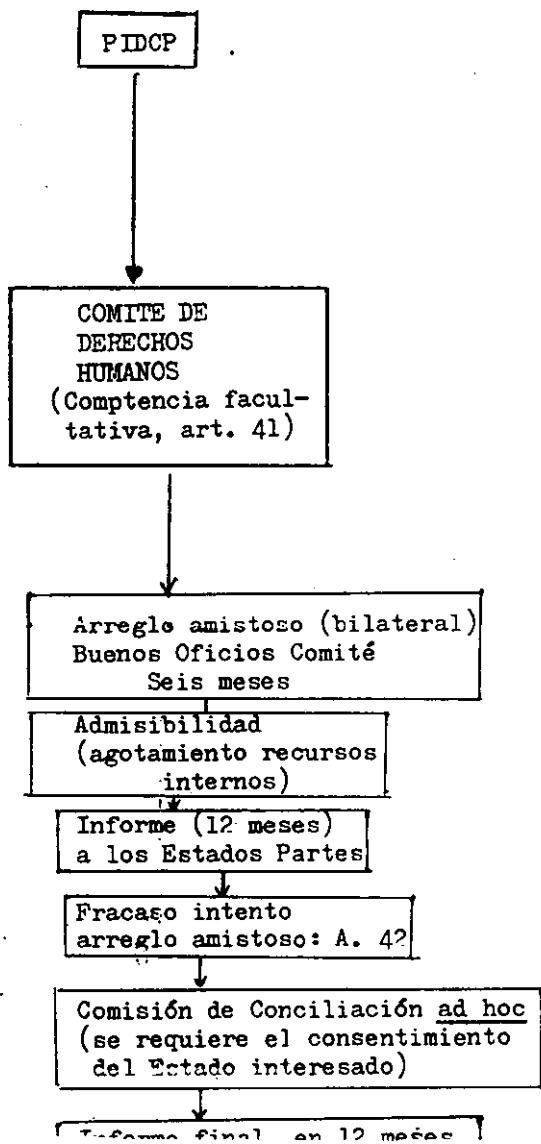 PIDCP
COMITE DE
DERECHOS
HUMANOS
(Comptencia facul-
tativa, art. 41)
Arreglo amistoso (bilateral)
Buenos Oficios Comité
Seis meses
Admisibilidad
(agotamiento recursos
internos)
Informe (12 meses)
a los Estados Partes
Fracaso intento
arreglo amistoso: A. 42
Comisión de Conciliación ad hoc
(se requiere el consentimiento
del Estado interesado)
Informe final en 12 meses